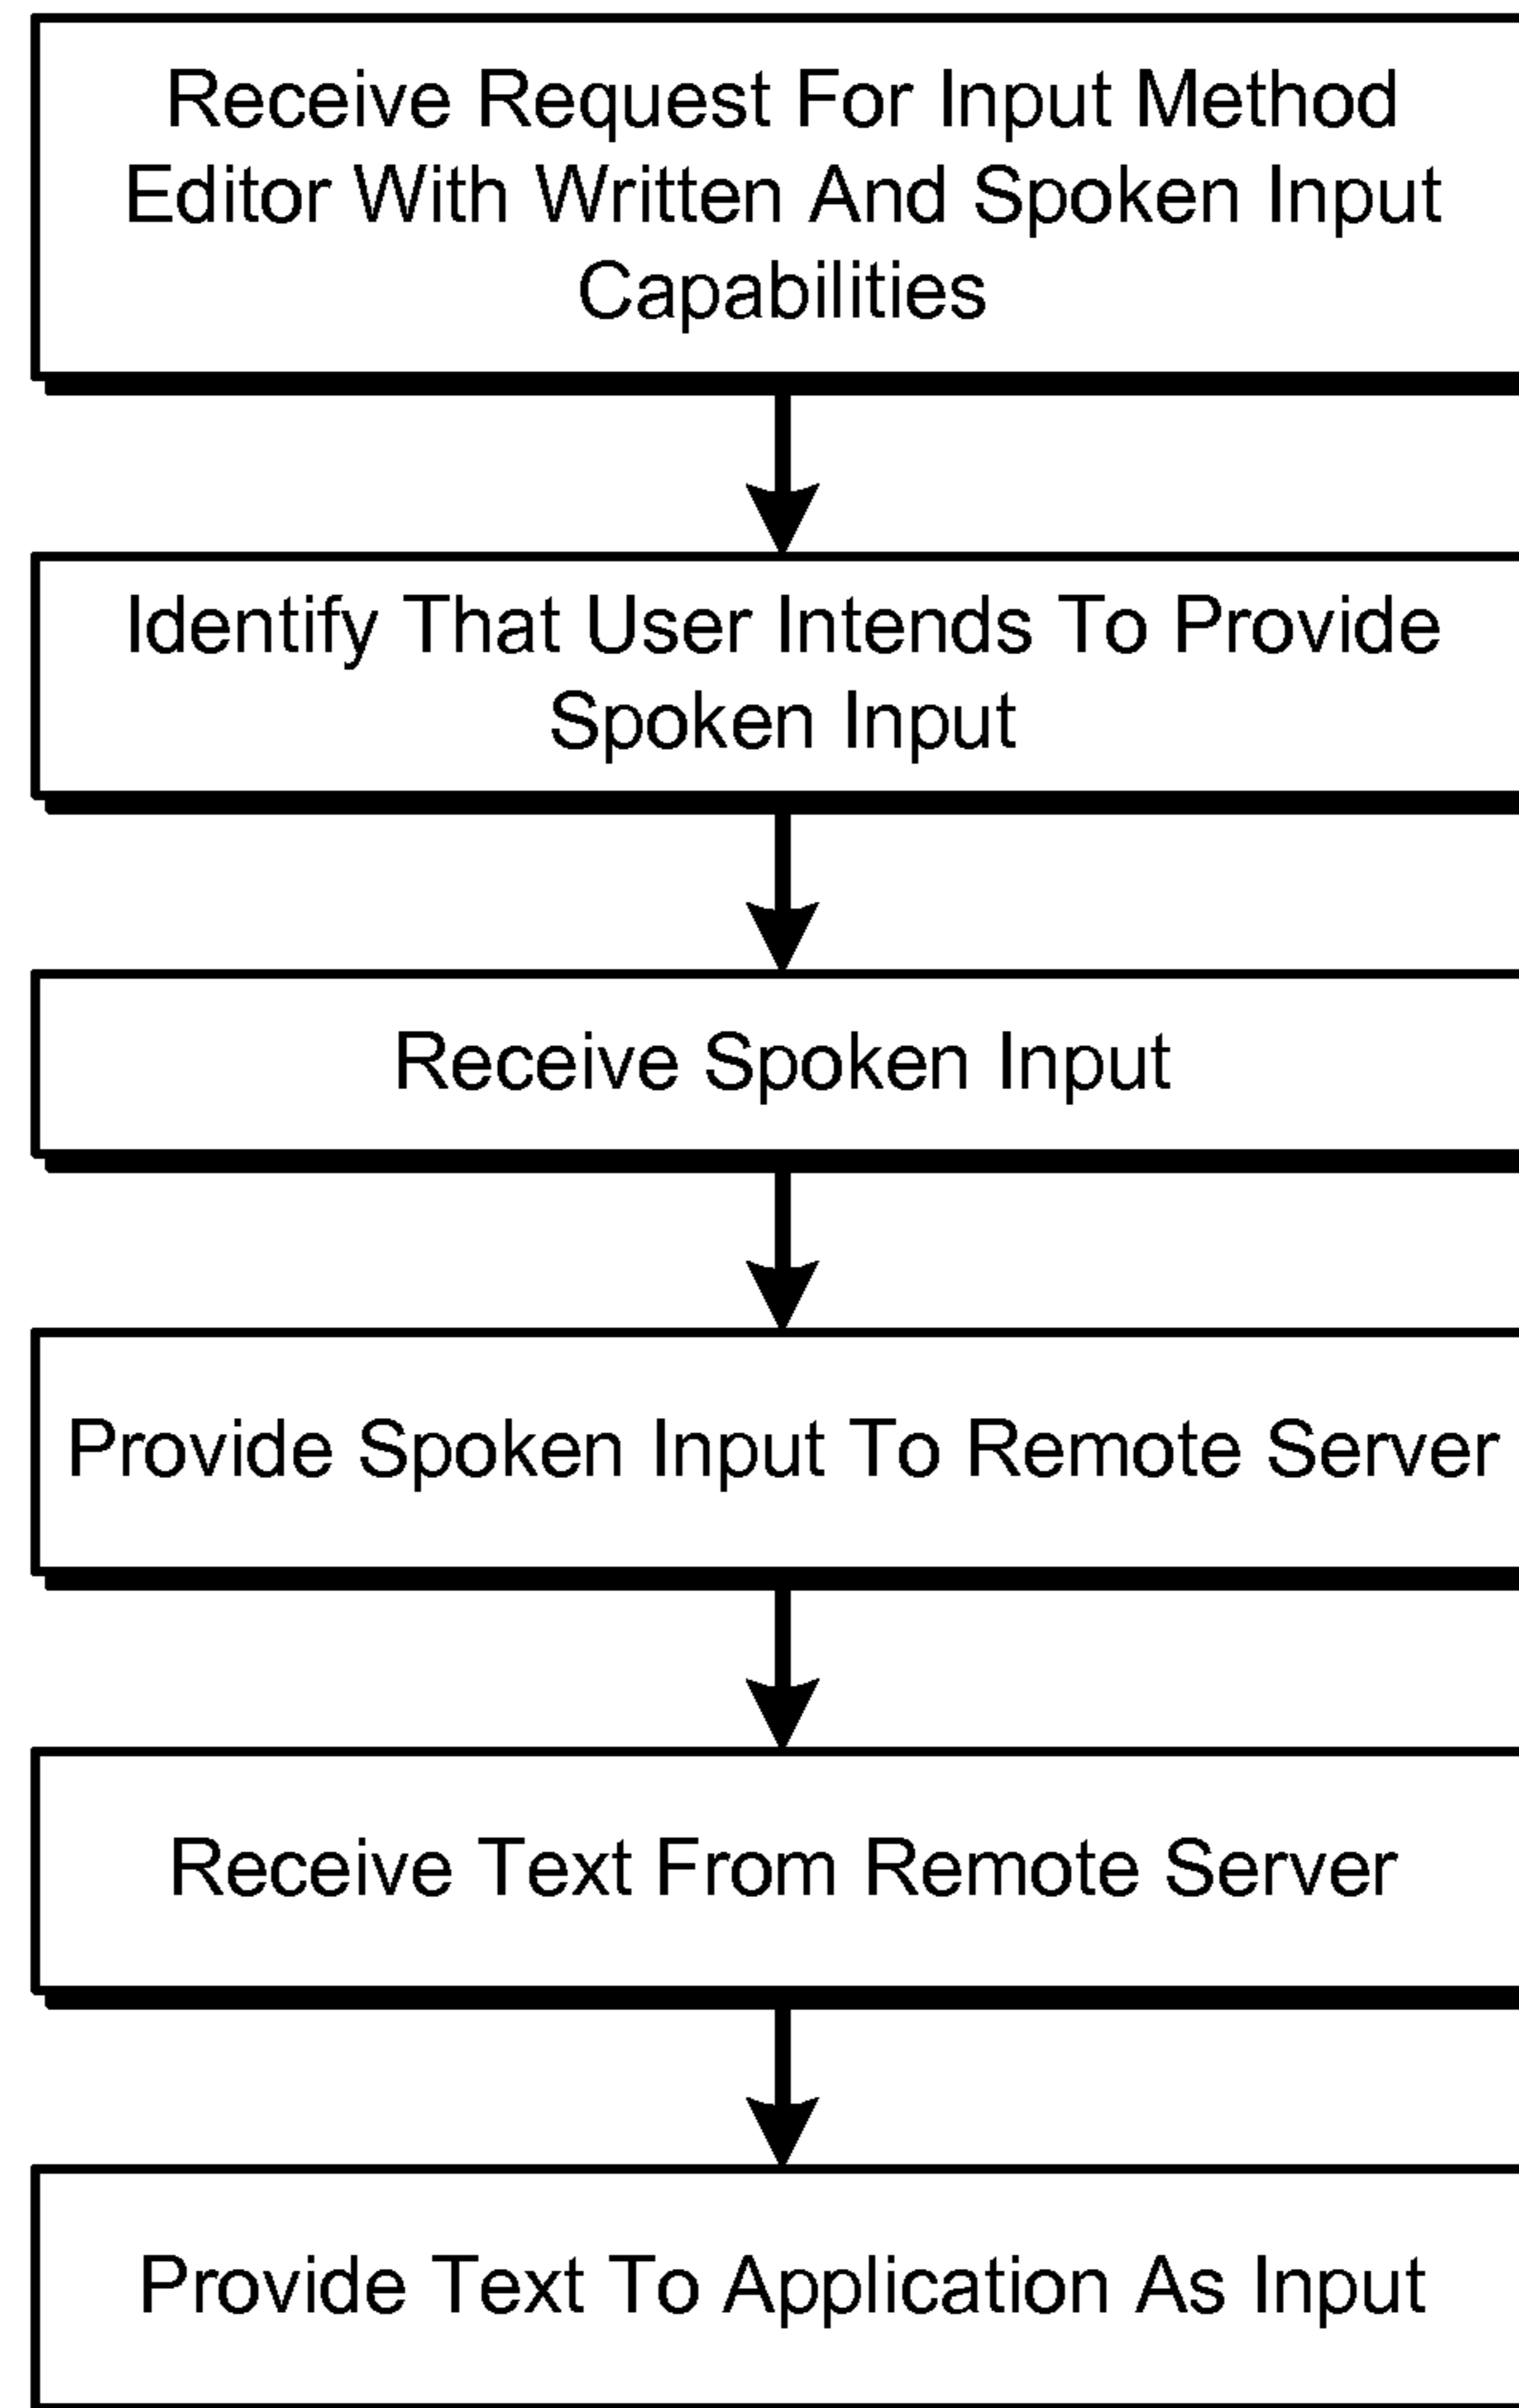 Receive Request For Input Method
Editor With Written And Spoken Input
Capabilities
Identify That User Intends To Provide
Spoken Input
Receive Spoken Input
Provide Spoken Input To Remote Server
Receive Text From Remote Server
Provide Text To Application As Input